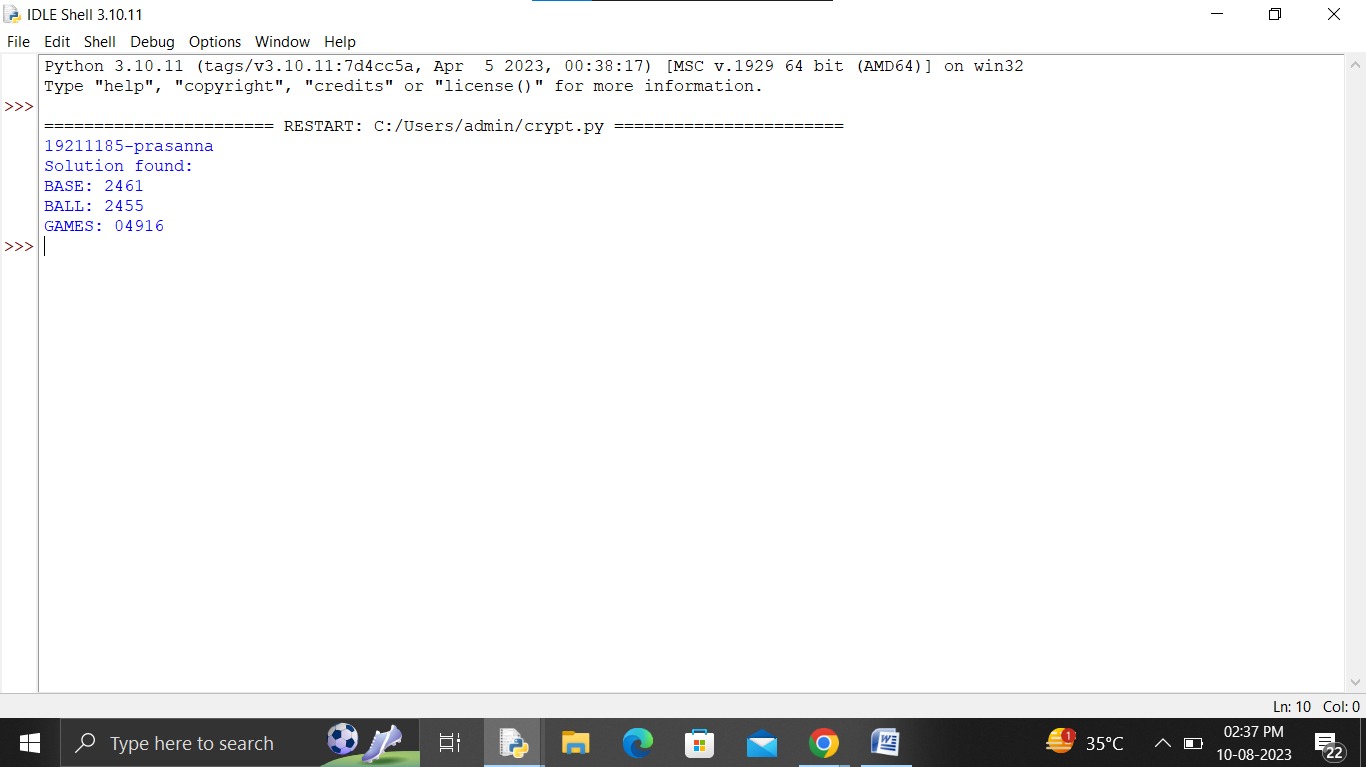 IDLE Shell 3.10.11
File Edit Shell Debug Options Window Help
Python 3.10.11 (tags/v3.10.11:7d4cc5a, Apr  5 2023, 00:38:17) [MSC v.1929 64 bit (AMD64)] on win32
Type "help", "copyright", "credits" or "license()" for more information.
>>>
======================= RESTART: C:/Users/admin/crypt.py =======================
19211185-prasanna
Solution found:
BASE: 2461
BALL: 2455
GAMES: 04916
>>>
Ln: 10 Col: 0
Type here to search
1
35°C
02:37 PM
10-08-2023
22